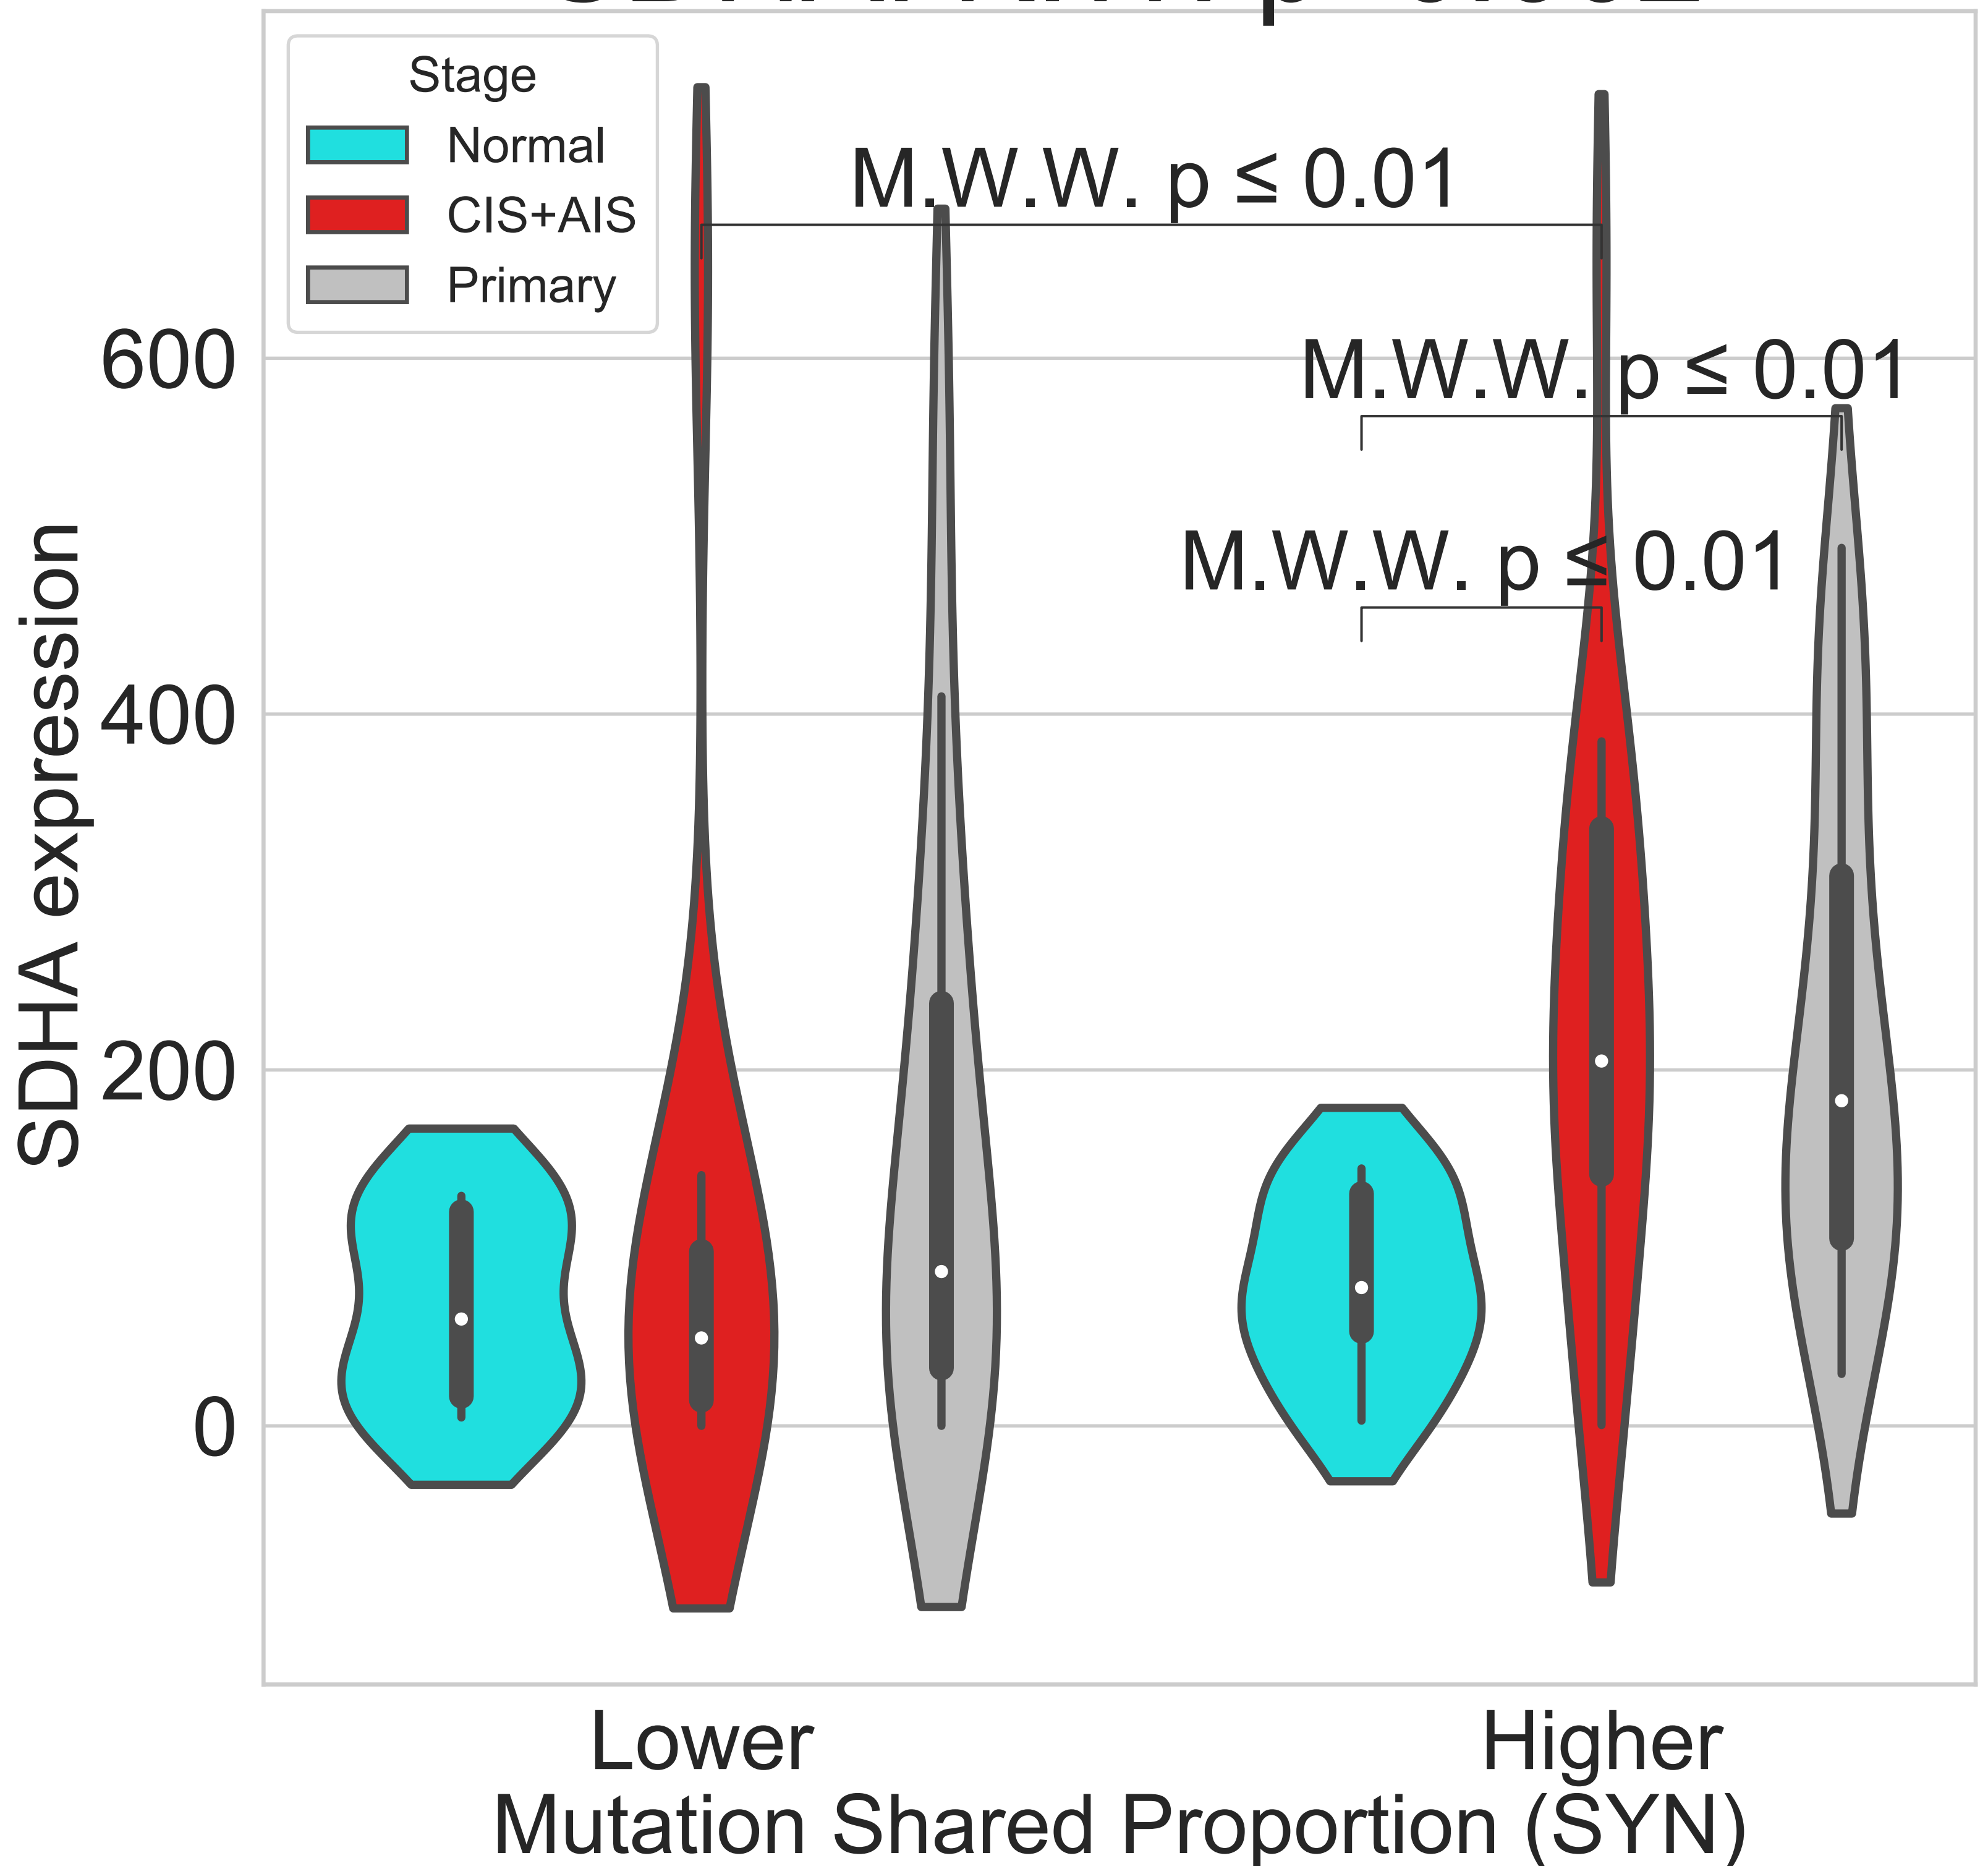 Stage
Normal
CIS+AIS
Primary
M.W.W. p ≤ 0.01
M.W.W. p ≤ 0.01
M.W.W. p ≤ 0.01
600
400
200
0
SDHA expression
Lower
Higher
Mutation Shared Proportion (SYN)